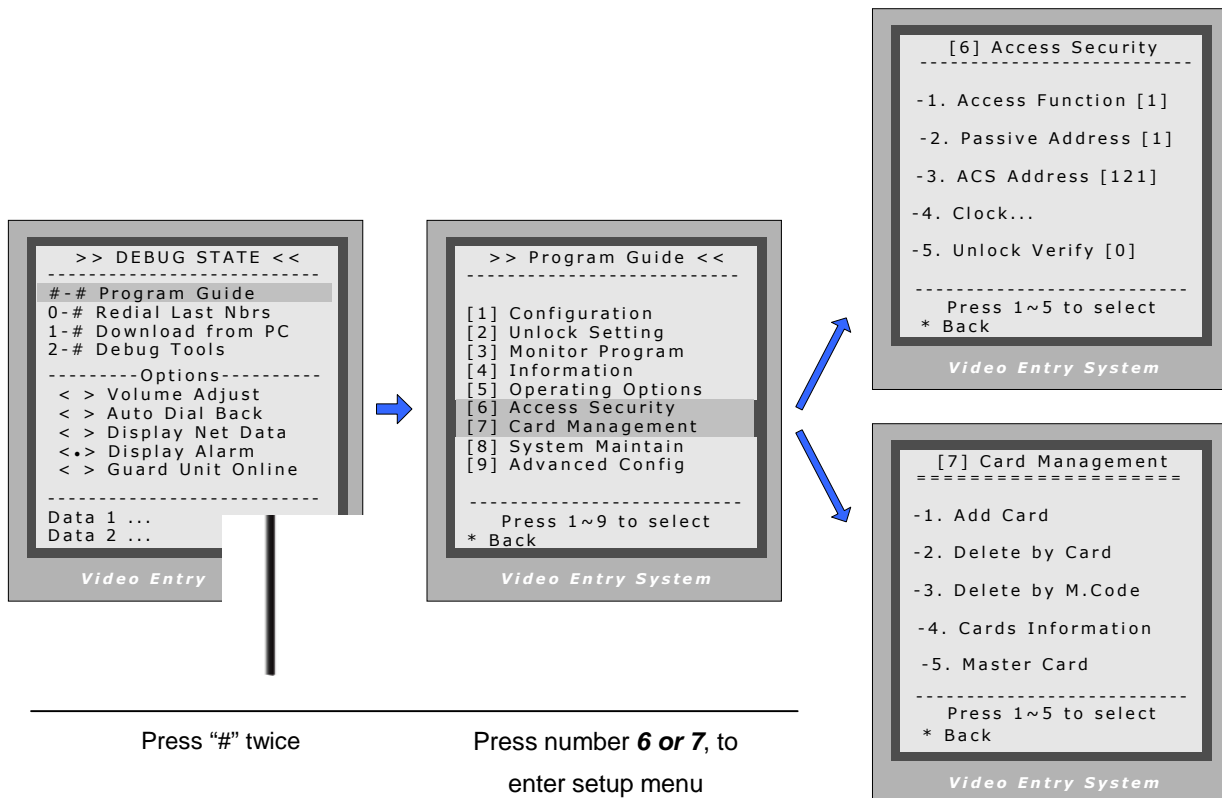 >> DEBUG STATE <<
----------------------------
#-# Program Guide
0-# Redial Last Nbrs
1-# Download from PC
2-# Debug Tools
---------Options----------
< > Volume Adjust
< > Auto Dial Back
< > Display Net Data
<•> Display Alarm
< > Guard Unit Online
----------------------------
Data 1 ...
Data 2 ...
Video Entry
>> Program Guide <<
----------------------------
[1] Configuration
[2] Unlock Setting
[3] Monitor Program
[4] Information
[5] Operating Options
[6] Access Security
[7] Card Management
[8] System Maintain
[9] Advanced Config
----------------------------
Press 1~9 to select
* Back
Video Entry System
[6] Access Security
----------------------------
-1. Access Function [1]
-2. Passive Address [1]
-3. ACS Address [121]
-4. Clock...
-5. Unlock Verify [0]
----------------------------
Press 1~5 to select
* Back
Video Entry System
[7] Card Management
=====================
-1. Add Card
-2. Delete by Card
-3. Delete by M.Code
-4. Cards Information
-5. Master Card
----------------------------
Press 1~5 to select
* Back
Video Entry System
Press “#” twice
Press number 6 or 7, to
enter setup menu